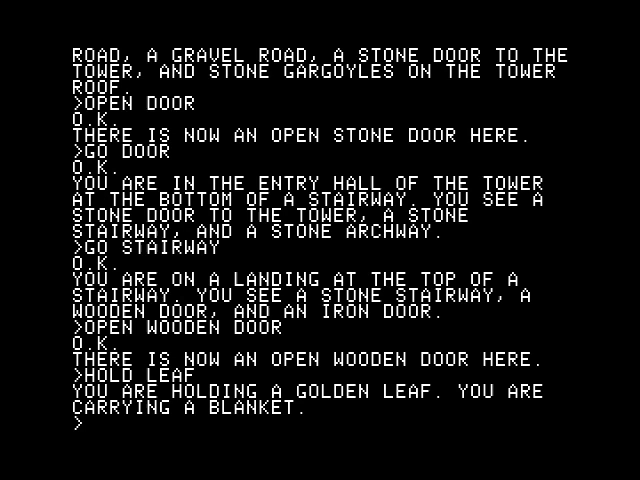 ROAD, A GRAVEL ROAD, A STONE DOOR TO THE
TOWER, AND STONE GARGOYLES ON THE TOWER
ROOF.
>OPEN DOOR
O.K.
THERE IS NOW AN OPEN STONE DOOR HERE.
>GO DOOR
O.K.
YOU ARE IN THE ENTRY HALL OF THE TOWER
AT THE BOTTOM OF A STAIRWAY. YOU SEE A
STONE DOOR TO THE TOWER, A STONE
STAIRWAY, AND A STONE ARCHWAY.
>GO STAIRWAY
O.K.
YOU ARE ON A LANDING AT THE TOP OF A
STAIRWAY. YOU SEE A STONE STAIRWAY, A
WOODEN DOOR, AND AN IRON DOOR.
>OPEN WOODEN DOOR
O.K.
THERE IS NOW AN OPEN WOODEN DOOR HERE.
>HOLD LEAF
YOU ARE HOLDING A GOLDEN LEAF. YOU ARE
CARRYING A BLANKET.
>